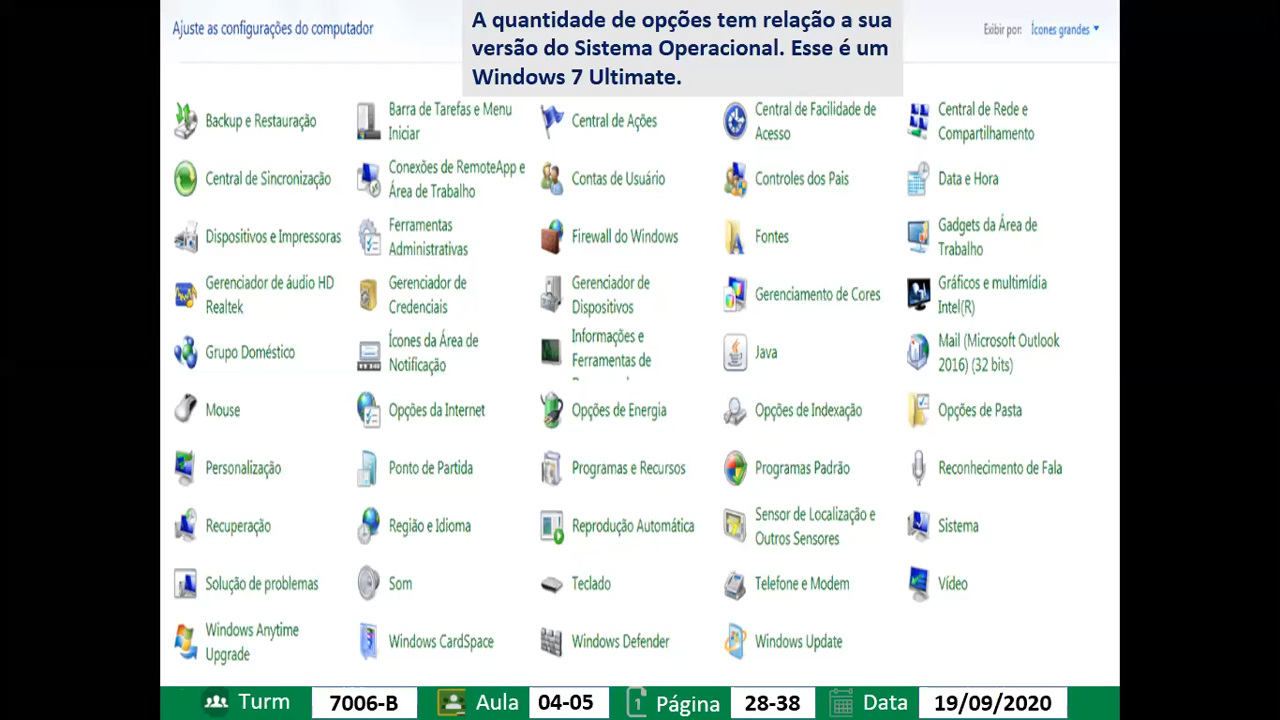 A quantidade de opções tem relação a sua
versão do Sistema Operacional. Esse é um
Windows 7 Ultimate.
Ajuste as configurações do computador
Exibir por: Ícones grandes
Backup e Restauração
Barra de Tarefas e Menu
Iniciar
Central de Ações
Central de Facilidade de
Acesso
Central de Rede e
Compartilhamento
Central de Sincronização
Conexões de RemoteApp e
Área de Trabalho
Contas de Usuário
Controles dos Pais
Data e Hora
Dispositivos e Impressoras
Ferramentas
Administrativas
Firewall do Windows
Fontes
Gadgets da Área de
Trabalho
Gerenciador de áudio HD
Realtek
Gerenciador de
Credenciais
Gerenciador de
Dispositivos
Gerenciamento de Cores
Gráficos e multimídia
Intel(R)
Grupo Doméstico
Ícones da Área de
Notificação
Informações e
Ferramentas de
Java
Mail (Microsoft Outlook
2016) (32 bits)
Mouse
Opções da Internet
Opções de Energia
Opções de Indexação
Opções de Pasta
Personalização
Ponto de Partida
Programas e Recursos
Programas Padrão
Reconhecimento de Fala
Recuperação
Região e Idioma
Reprodução Automática
Sensor de Localização e
Outros Sensores
Sistema
Solução de problemas
Som
Teclado
Telefone e Modem
Vídeo
Windows Anytime
Upgrade
Windows CardSpace
Windows Defender
Windows Update
Turm 7006-B Aula 04-05 1 Página 28-38 Data 19/09/2020